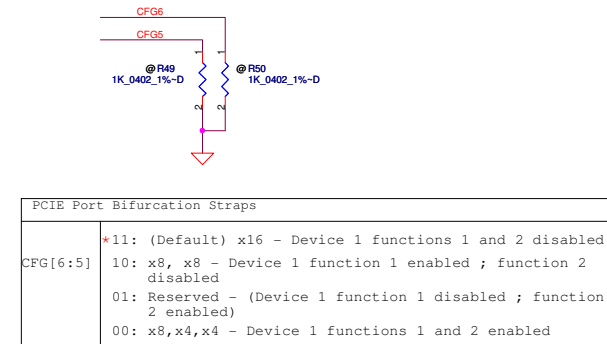 CFG6
CFG5
1
1
@ R49
@ R50
1K_0402_1%~D
1K_0402_1%~D
2
2
PCIE Port Bifurcation Straps
CFG[6:5]
*11: (Default) x16 - Device 1 functions 1 and 2 disabled
10: x8, x8 - Device 1 function 1 enabled ; function 2
disabled
01: Reserved - (Device 1 function 1 disabled ; function
2 enabled)
00: x8,x4,x4 - Device 1 functions 1 and 2 enabled